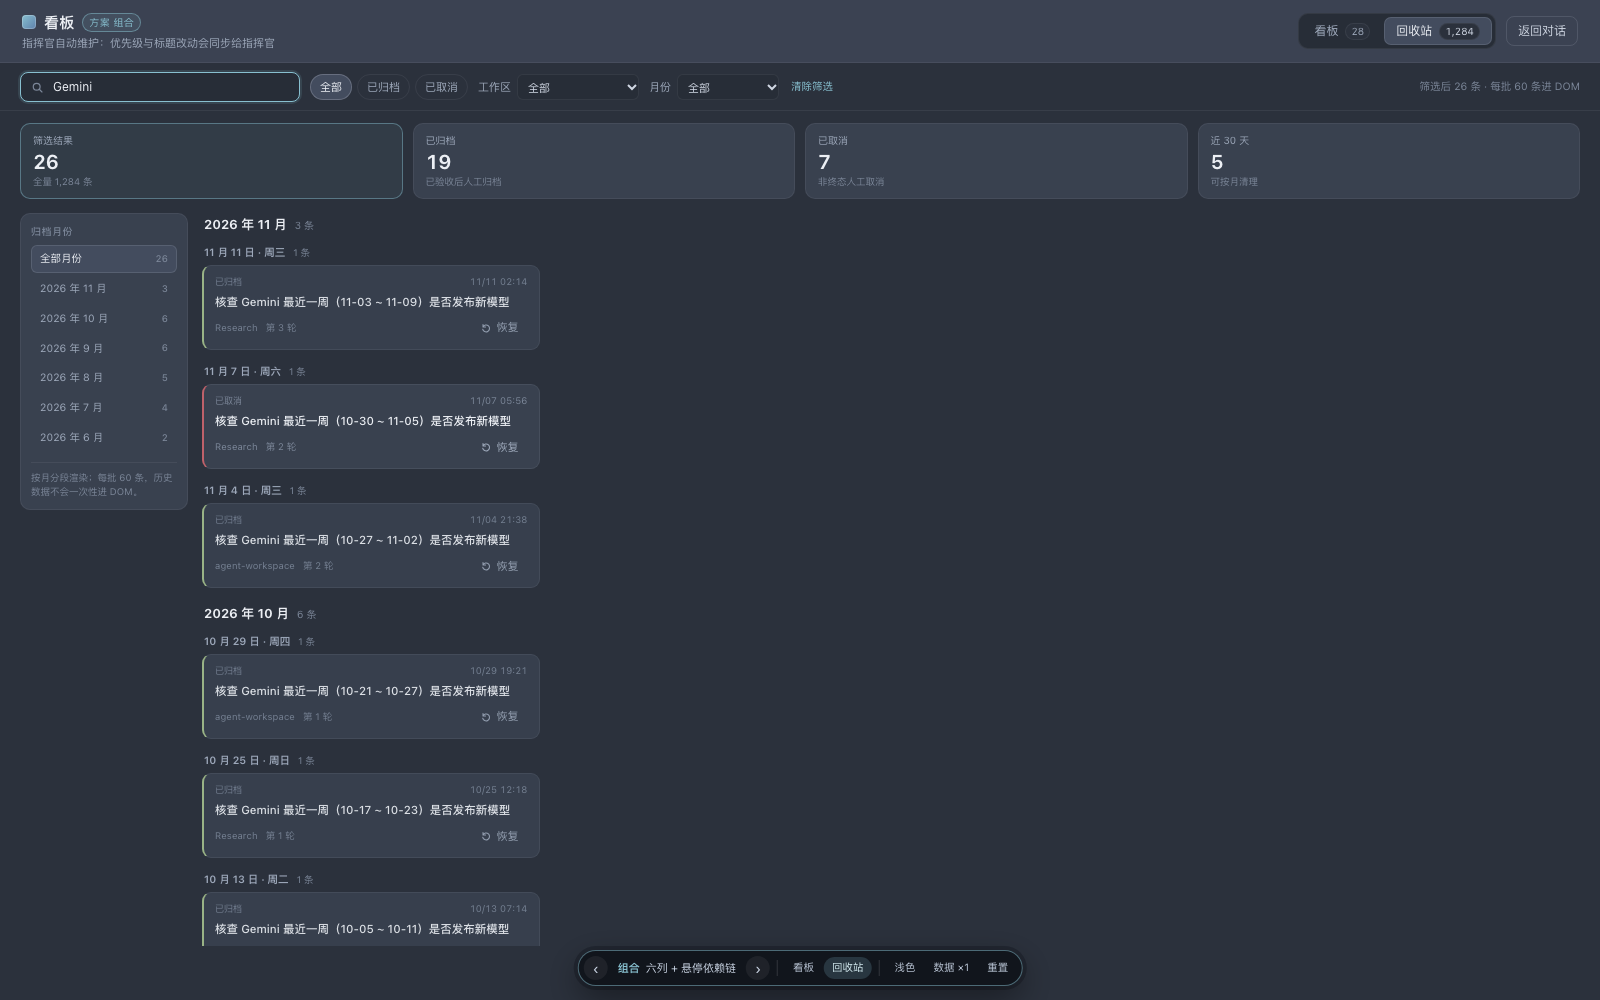 看板 方案 组合
指挥官自动维护：优先级与标题改动会同步给指挥官
看板 28 回收站 1,284 返回对话
Gemini 全部 已归档 已取消 工作区 全部 月份 全部 清除筛选 筛选后 26 条 · 每批 60 条进 DOM
筛选结果
26
全量 1,284 条
已归档
19
已验收后人工归档
已取消
7
非终态人工取消
近 30 天
5
可按月清理
归档月份
全部月份 26
2026 年 11 月 3
2026 年 10 月 6
2026 年 9 月 6
2026 年 8 月 5
2026 年 7 月 4
2026 年 6 月 2
按月分段渲染；每批 60 条，历史
数据不会一次性进 DOM。
2026 年 11 月 3 条
11 月 11 日 · 周三 1 条
已归档 11/11 02:14
核查 Gemini 最近一周（11-03 ~ 11-09）是否发布新模型
Research 第 3 轮 恢复
11 月 7 日 · 周六 1 条
已取消 11/07 05:56
核查 Gemini 最近一周（10-30 ~ 11-05）是否发布新模型
Research 第 2 轮 恢复
11 月 4 日 · 周三 1 条
已归档 11/04 21:38
核查 Gemini 最近一周（10-27 ~ 11-02）是否发布新模型
agent-workspace 第 2 轮 恢复
2026 年 10 月 6 条
10 月 29 日 · 周四 1 条
已归档 10/29 19:21
核查 Gemini 最近一周（10-21 ~ 10-27）是否发布新模型
agent-workspace 第 1 轮 恢复
10 月 25 日 · 周日 1 条
已归档 10/25 12:18
核查 Gemini 最近一周（10-17 ~ 10-23）是否发布新模型
Research 第 1 轮 恢复
10 月 13 日 · 周二 1 条
已归档 10/13 07:14
核查 Gemini 最近一周（10-05 ~ 10-11）是否发布新模型
‹ 组合 六列 + 悬停依赖链 › 看板 回收站 浅色 数据 ×1 重置